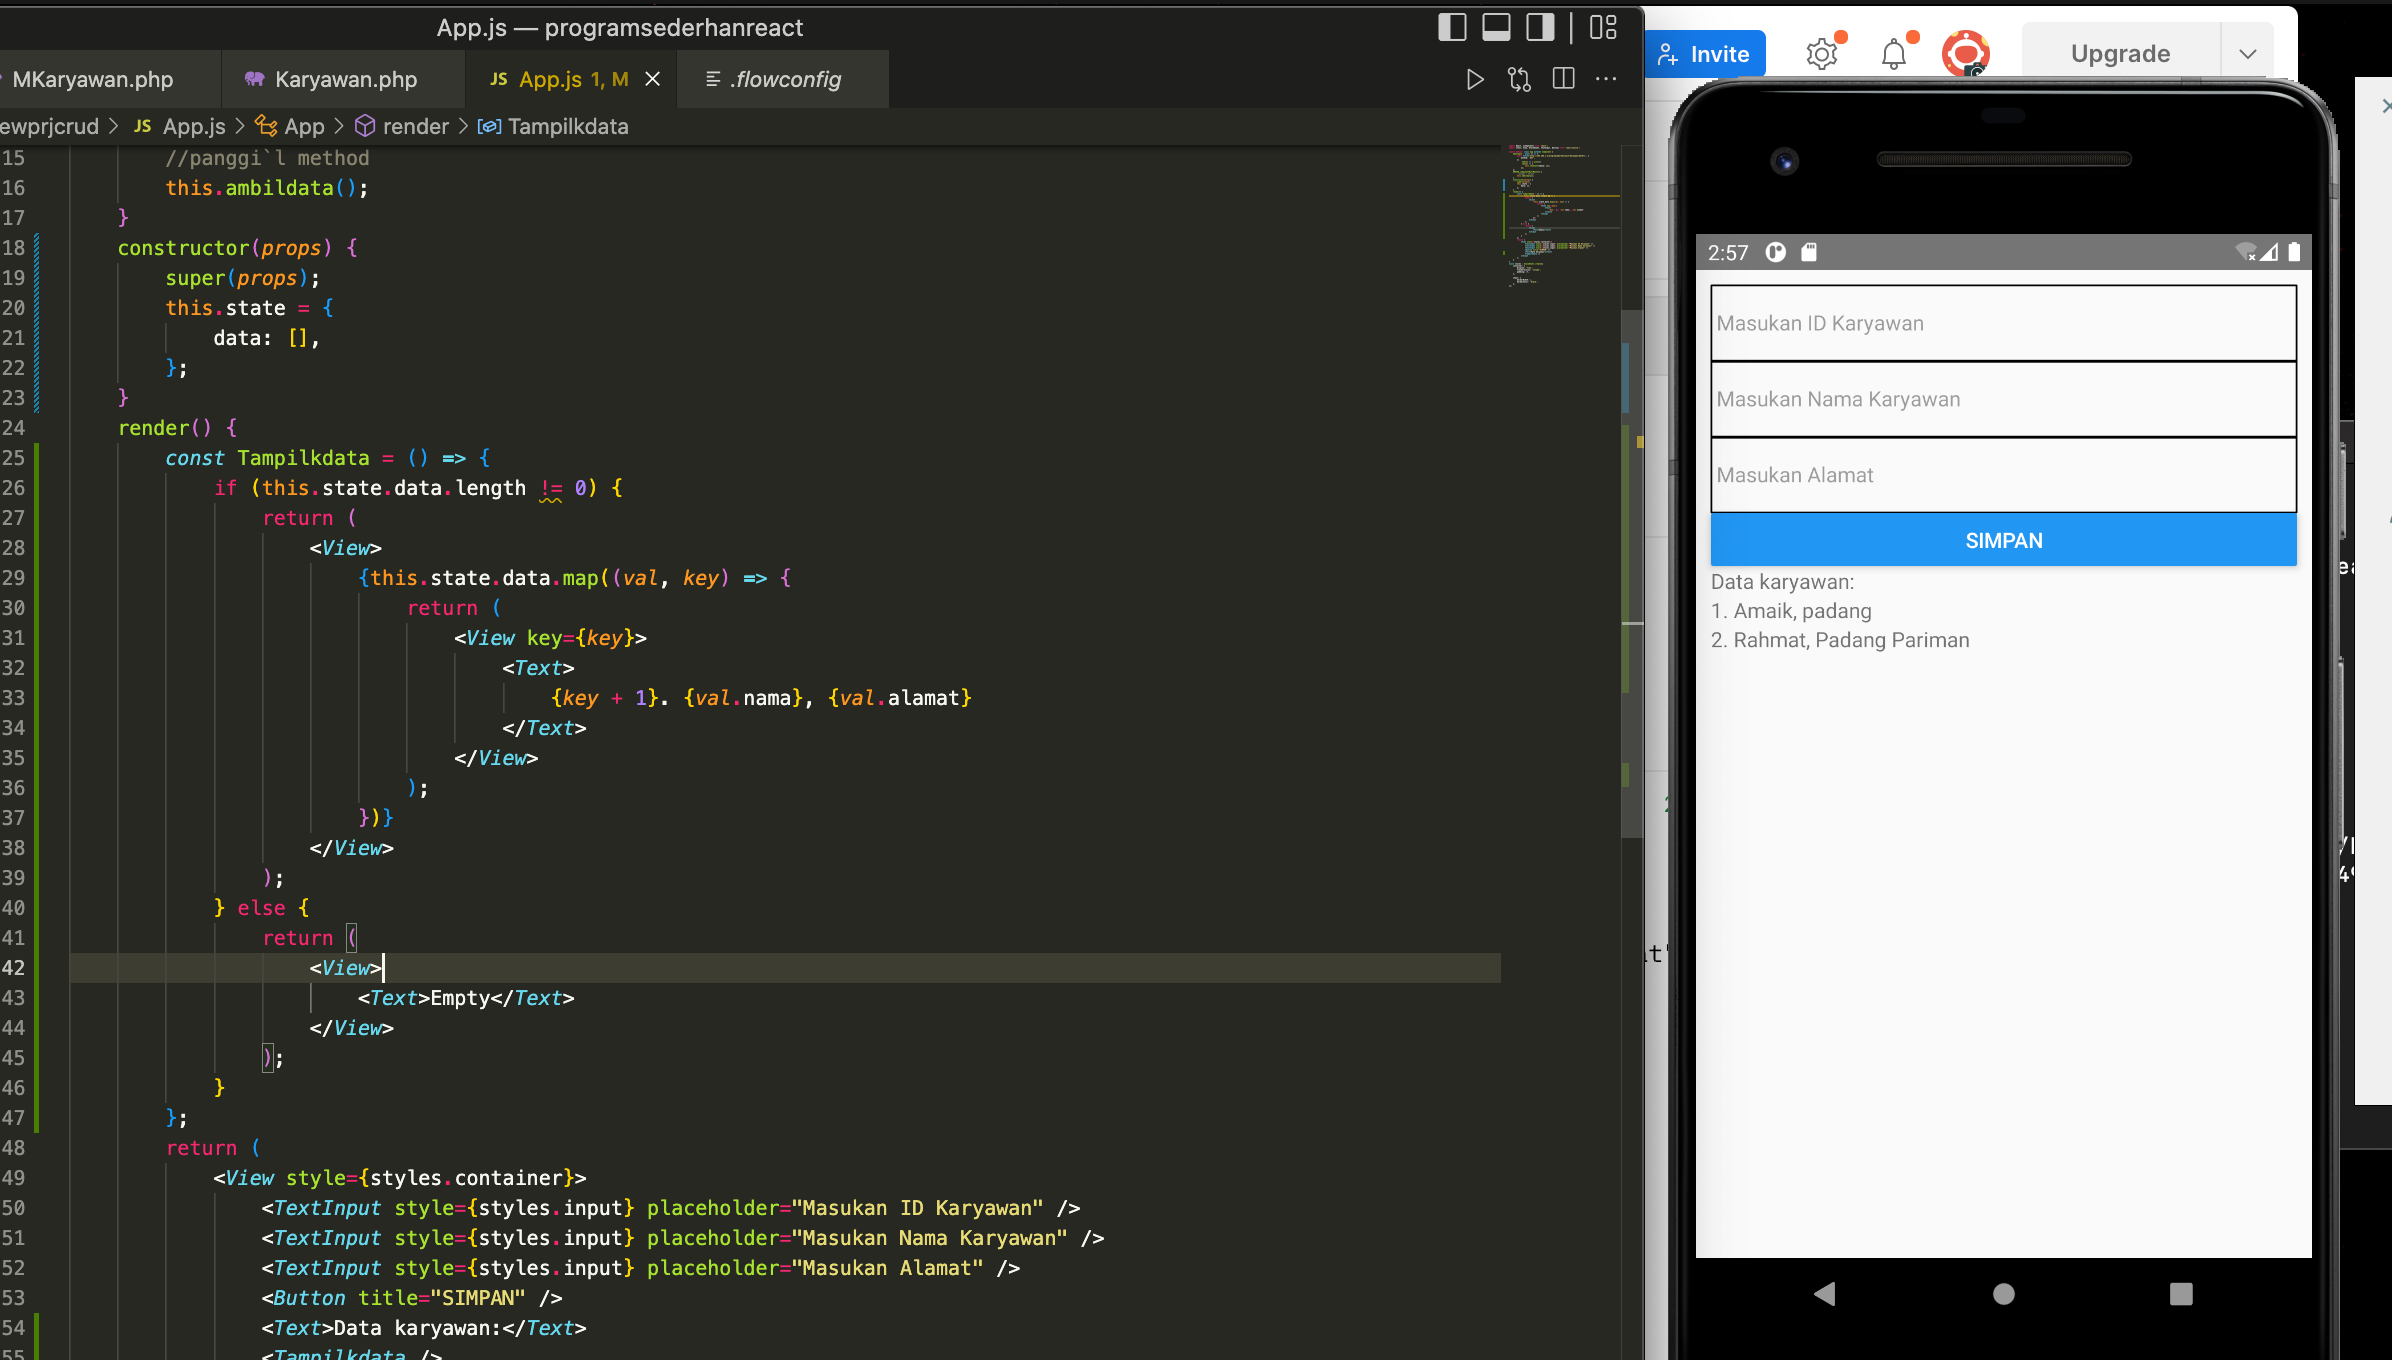 App.js — programsederhanreact
MKaryawan.php
Karyawan.php
JS App.js 1, M
.flowconfig
ewprjcrud > JS App.js > App > render > Tampilkdata
15 //panggi`l method
16 this.ambildata();
17 }
18 constructor(props) {
19 super(props);
20 this.state = {
21 data: [],
22 };
23 }
24 render() {
25 const Tampilkdata = () => {
26 if (this.state.data.length != 0) {
27 return (
28 <View>
29 {this.state.data.map((val, key) => {
30 return (
31 <View key={key}>
32 <Text>
33 {key + 1}. {val.nama}, {val.alamat}
34 </Text>
35 </View>
36 );
37 })}
38 </View>
39 );
40 } else {
41 return (
42 <View>
43 <Text>Empty</Text>
44 </View>
45 );
46 }
47 };
48 return (
49 <View style={styles.container}>
50 <TextInput style={styles.input} placeholder="Masukan ID Karyawan" />
51 <TextInput style={styles.input} placeholder="Masukan Nama Karyawan" />
52 <TextInput style={styles.input} placeholder="Masukan Alamat" />
53 <Button title="SIMPAN" />
54 <Text>Data karyawan:</Text>
55 <Tampilkdata />
Invite
Upgrade
2:57
Masukan ID Karyawan
Masukan Nama Karyawan
Masukan Alamat
SIMPAN
Data karyawan:
1. Amaik, padang
2. Rahmat, Padang Pariman